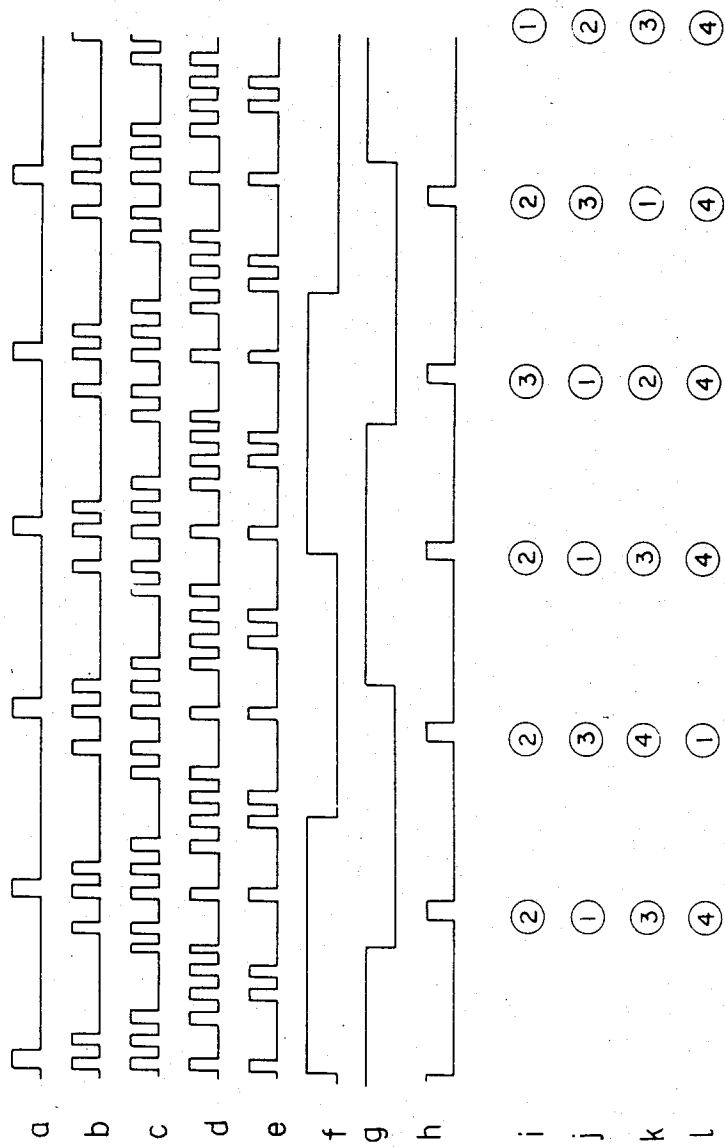 a
b
c
d
e
f
g
h
i ② ② ② ③ ② ①
j ① ③ ① ① ③ ②
k ③ ④ ③ ② ① ③
l ④ ① ④ ④ ④ ④